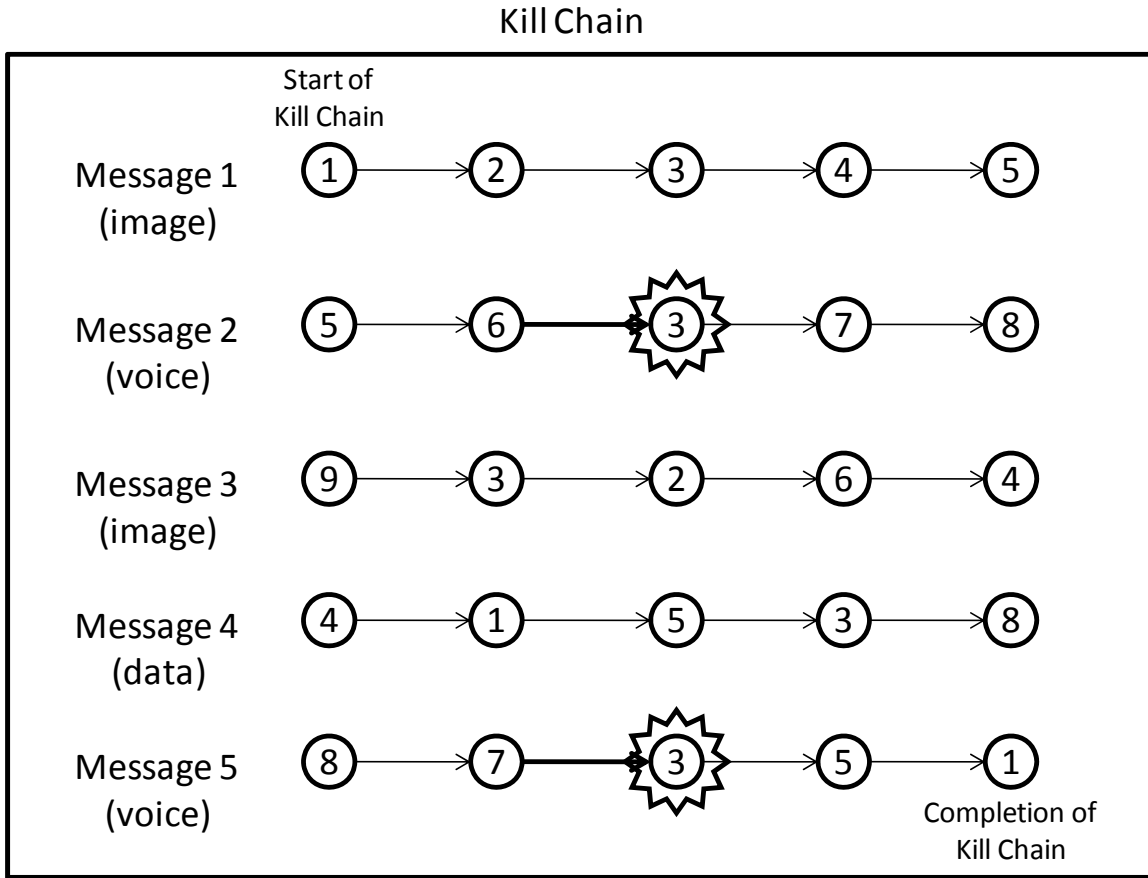 Kill Chain
Start of
Kill Chain
Message 1
(image)
1 2 3 4 5
Message 2
(voice)
5 6 3 7 8
Message 3
(image)
9 3 2 6 4
Message 4
(data)
4 1 5 3 8
Message 5
(voice)
8 7 3 5 1
Completion of
Kill Chain